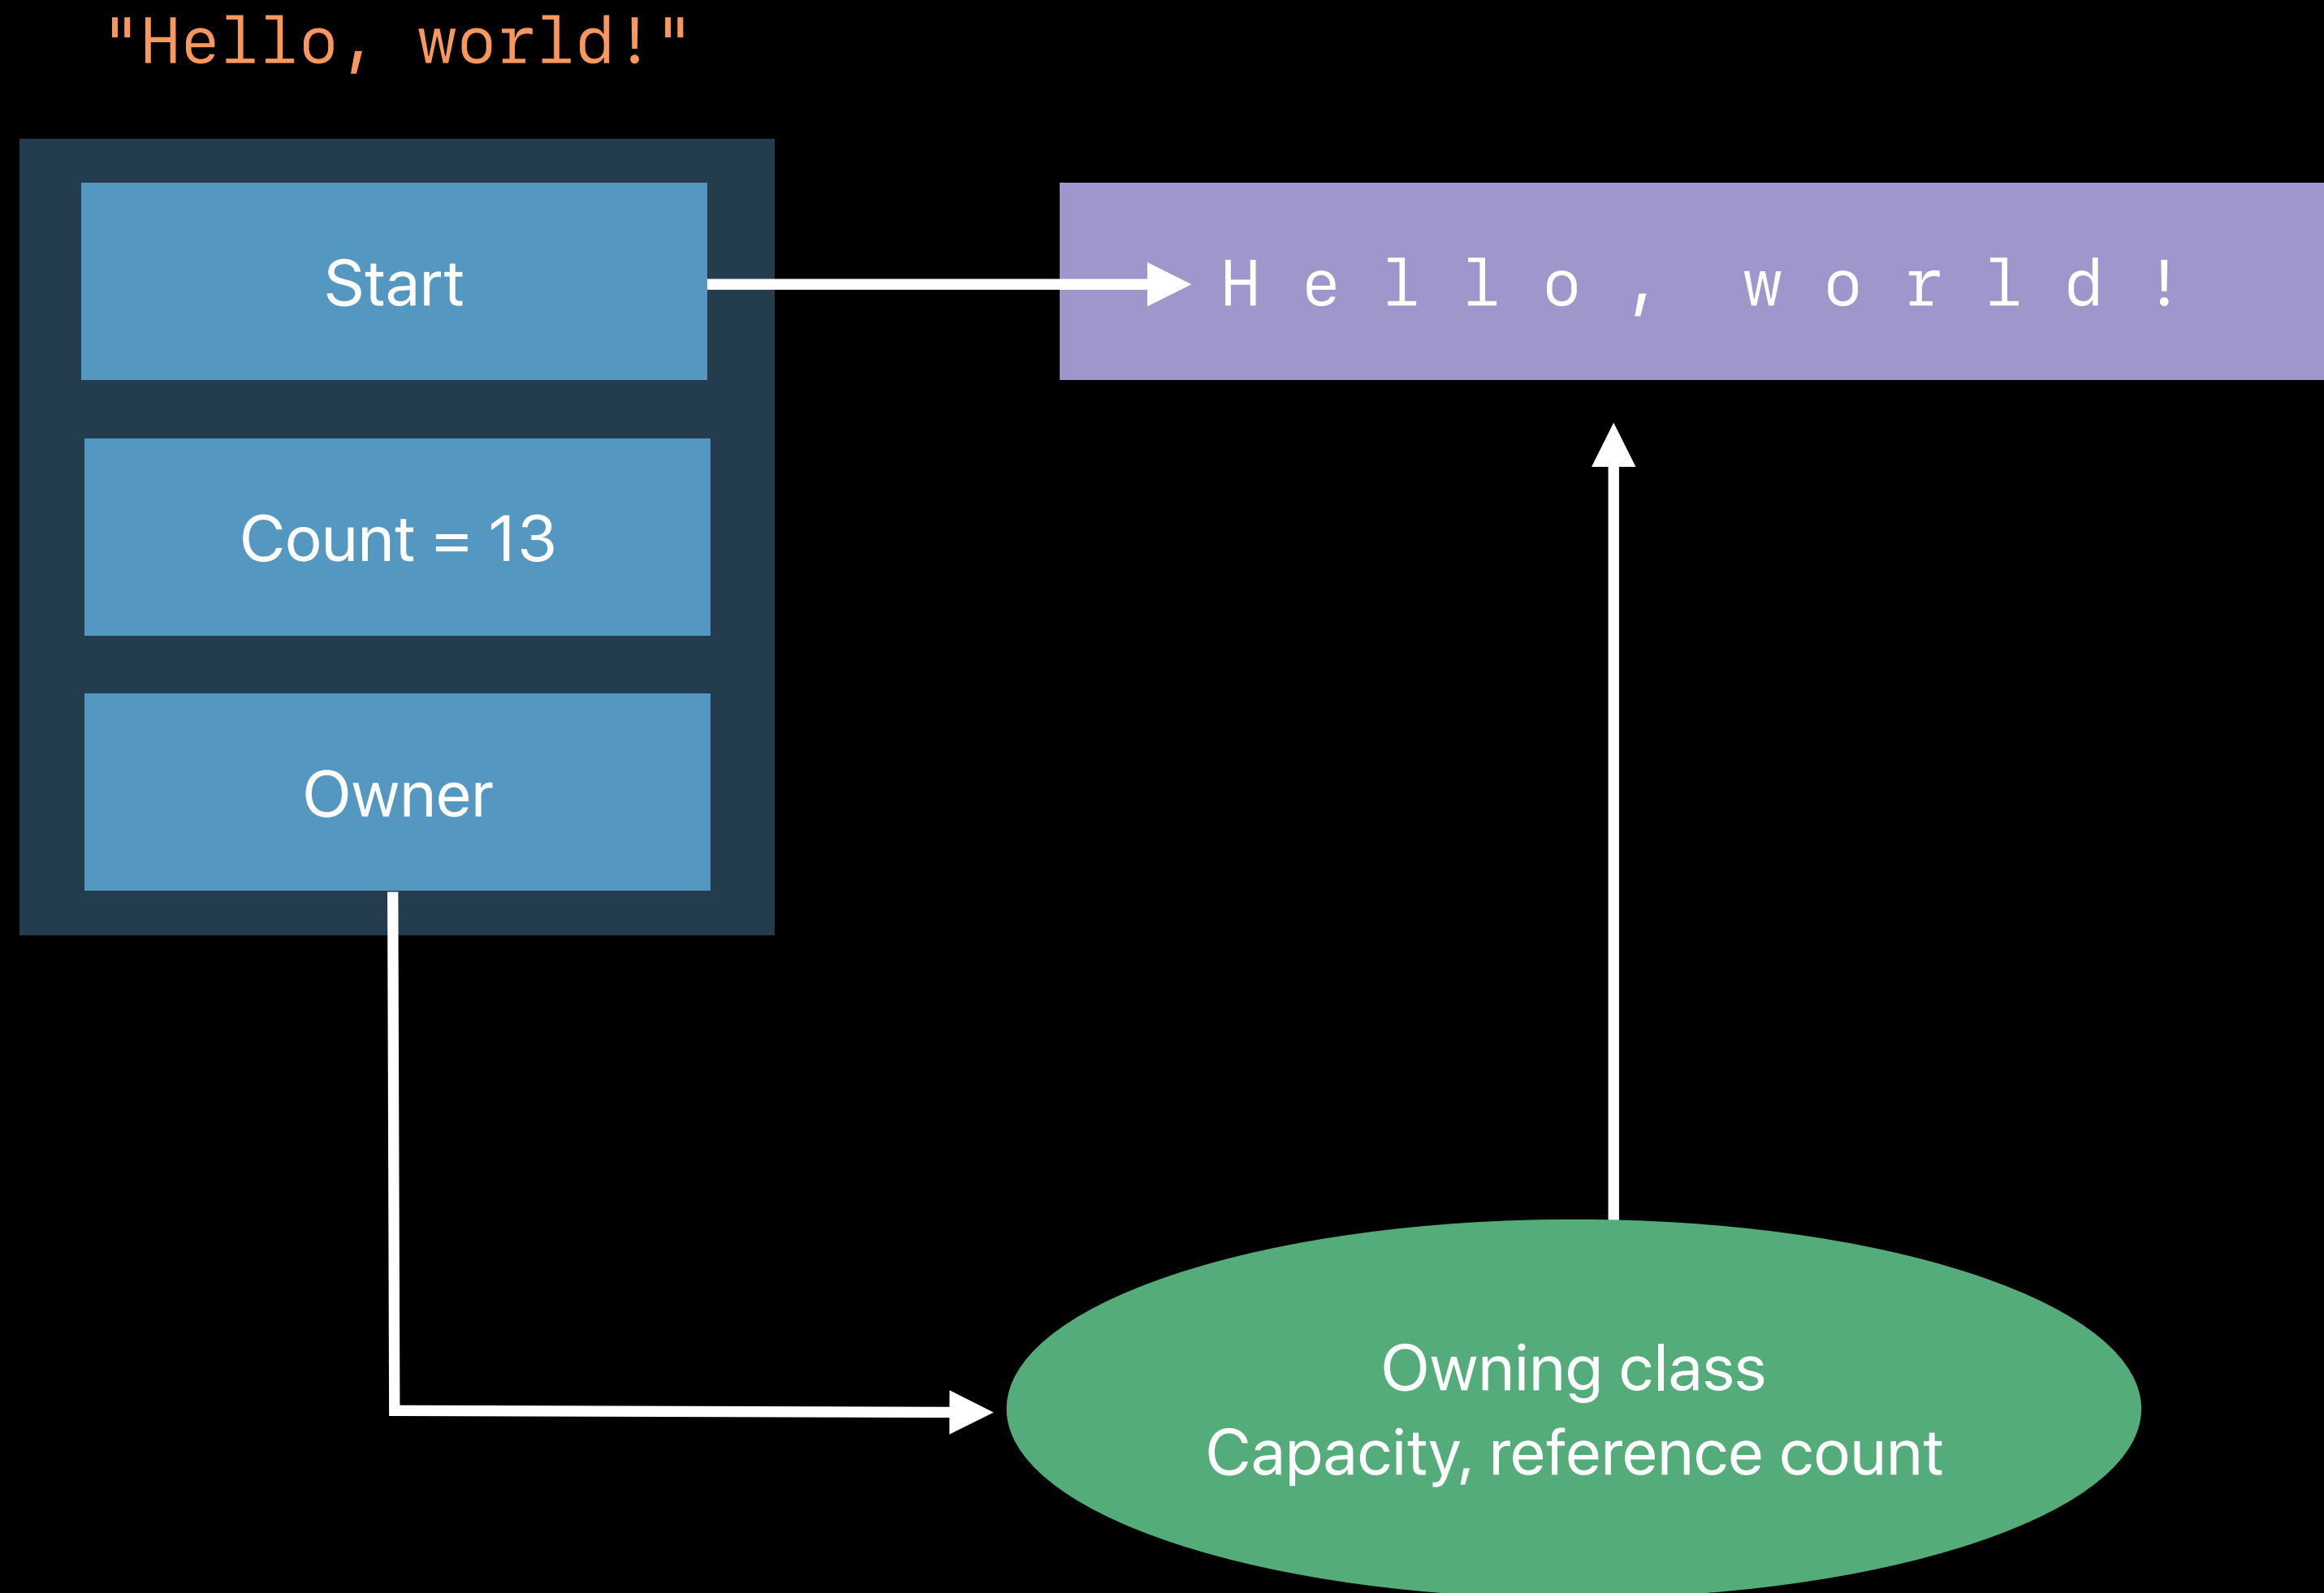 "Hello, world!"
Start
H e l l o ,  w o r l d !
Count = 13
Owner
Owning class
Capacity, reference count